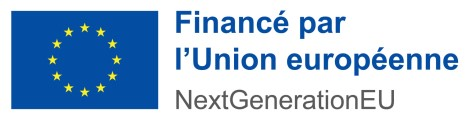 Financé par
l’Union européenne
NextGenerationEU